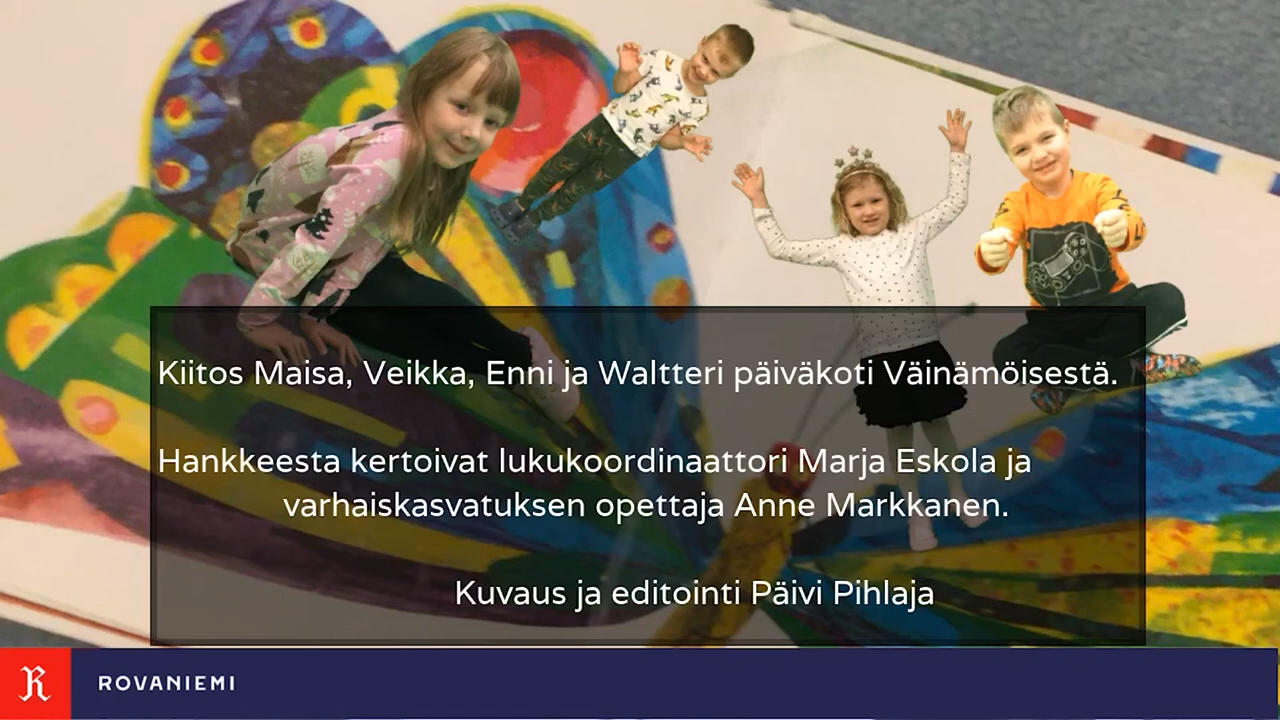 Kiitos Maisa, Veikka, Enni ja Waltteri päiväkoti Väinämöisestä.
Hankkeesta kertoivat lukukoordinaattori Marja Eskola ja
varhaiskasvatuksen opettaja Anne Markkanen.
Kuvaus ja editointi Päivi Pihlaja
R ROVANIEMI